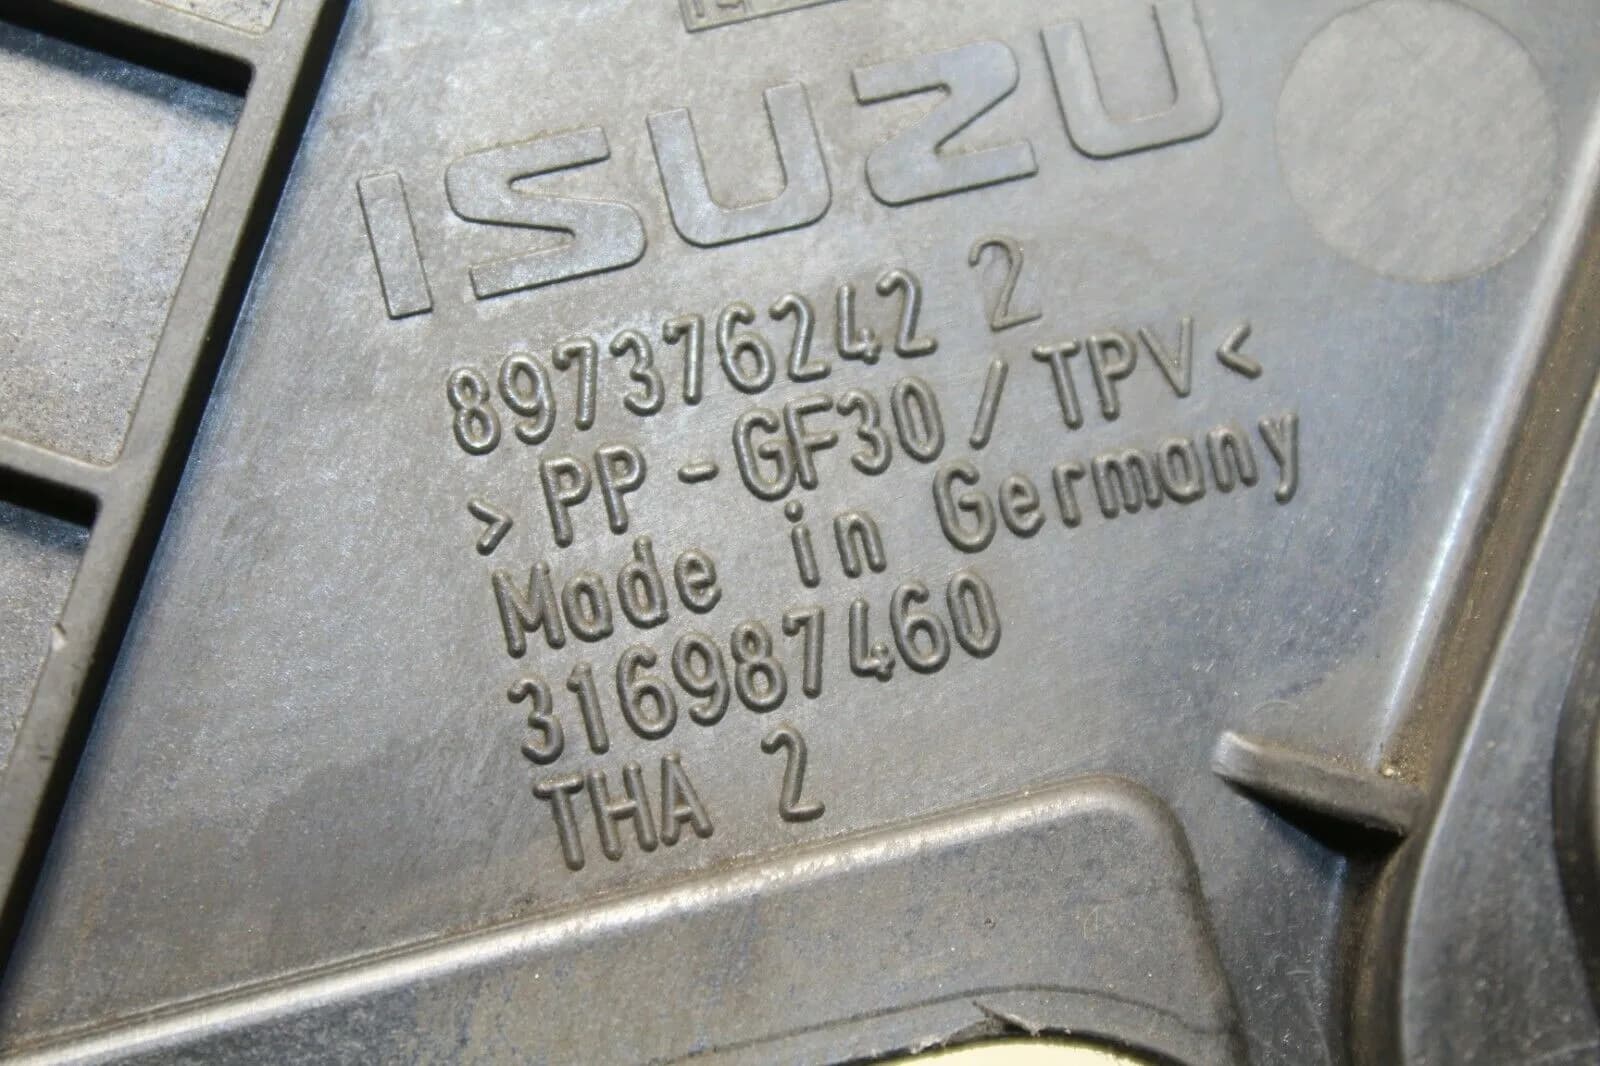 ISUZU
897376242 2
>PP-GF30/TPV<
Made in Germany
316987460
THA 2